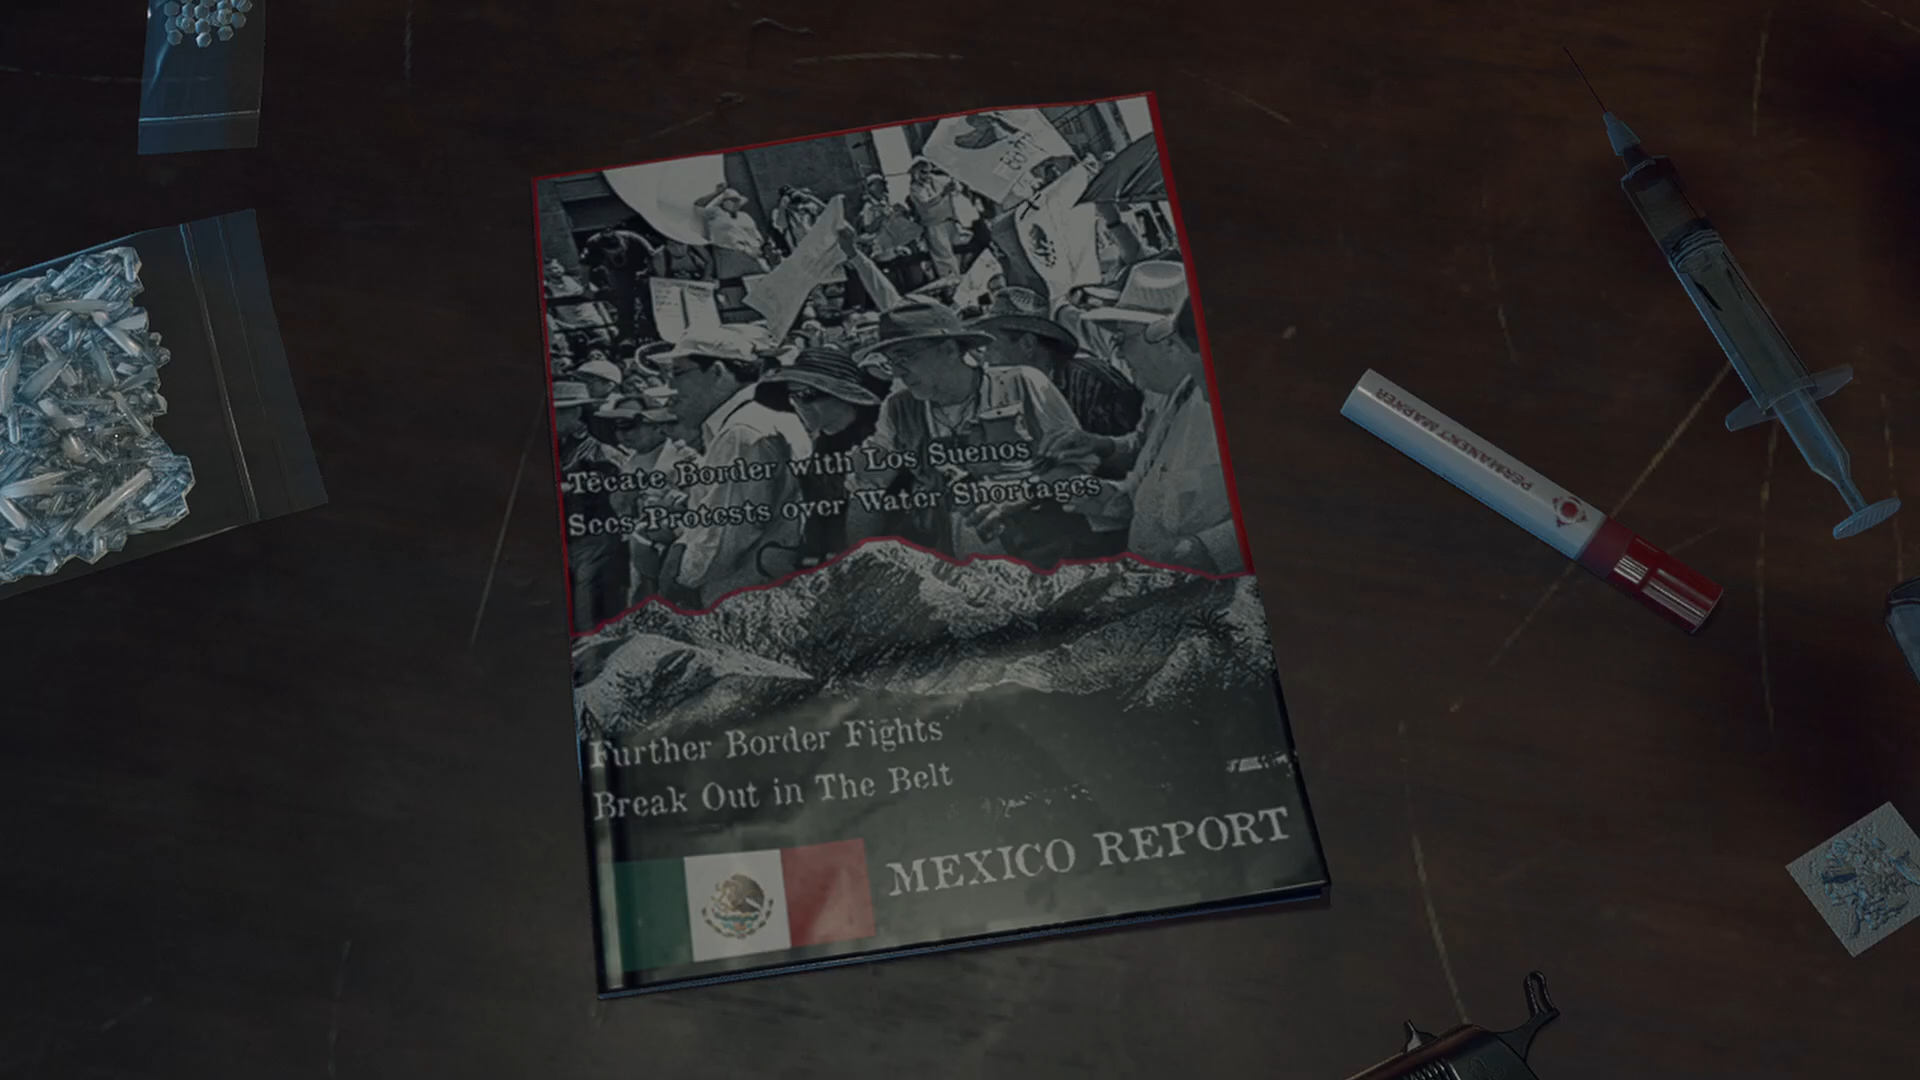 Tecate Border with Los Suenos
Sees Protests over Water Shortages
Further Border Fights
Break Out in The Belt
MEXICO REPORT
PERMANENT MARKER